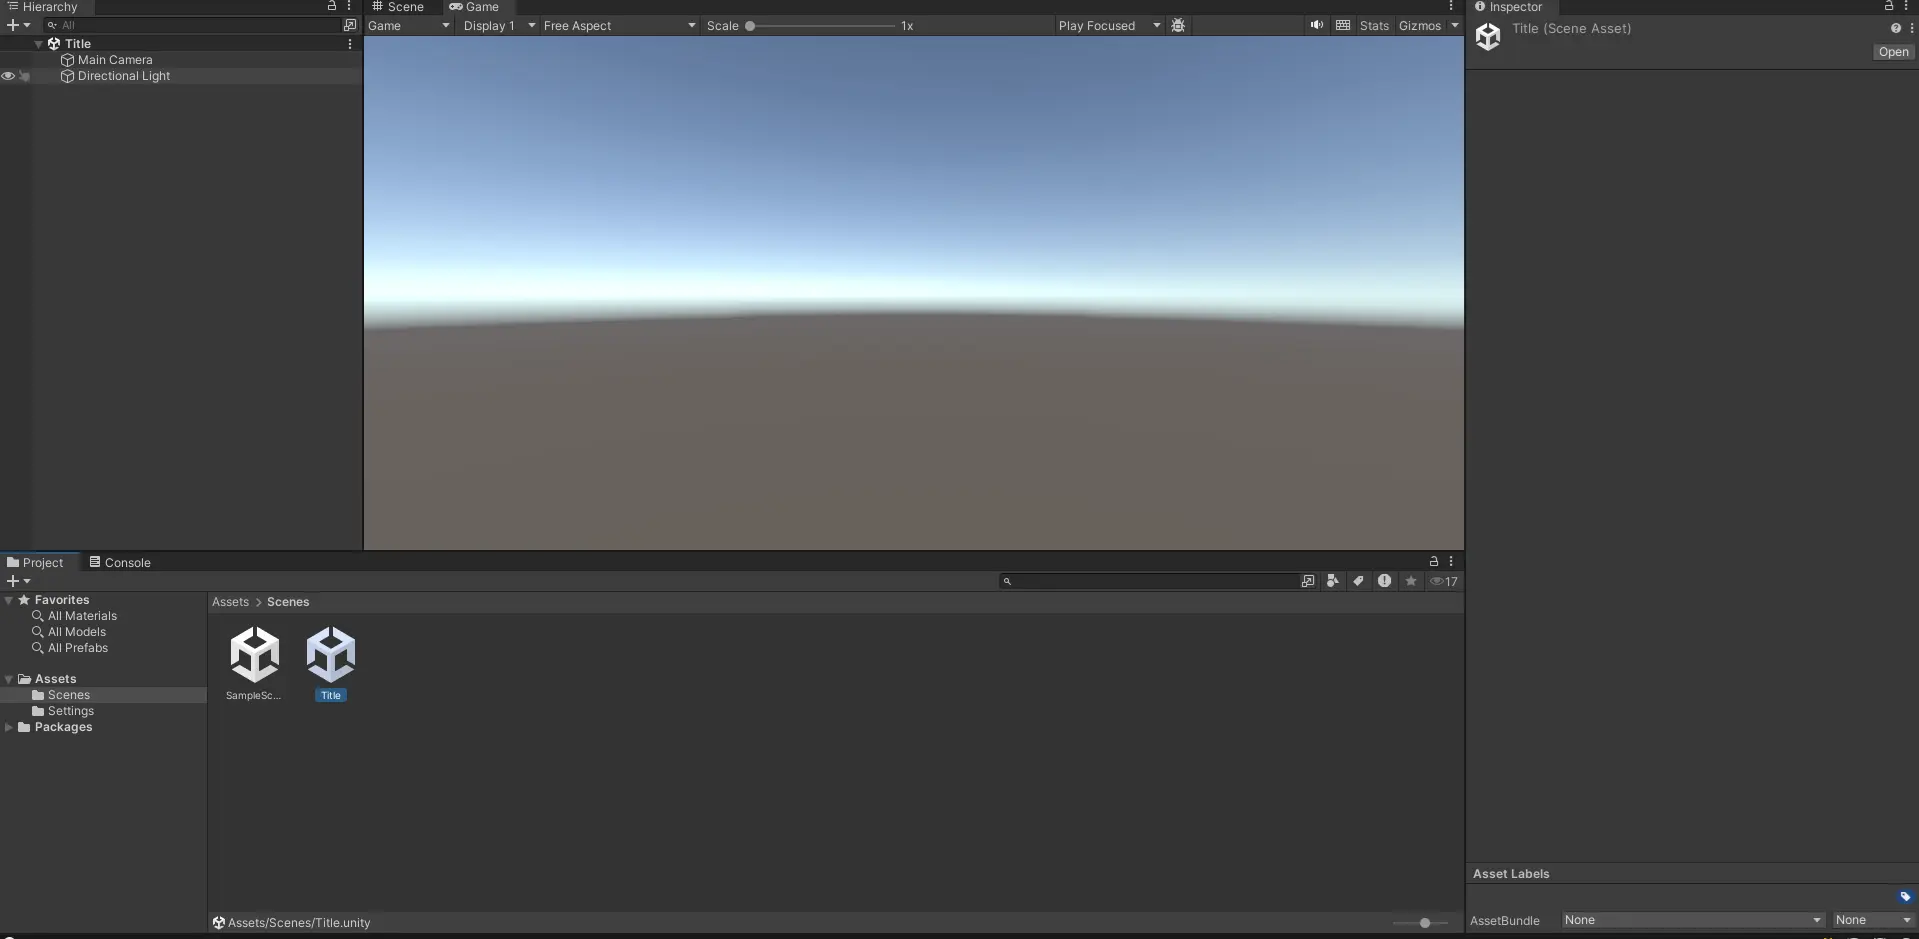 Hierarchy
All
Title
Main Camera
Directional Light
Scene Game
Game Display 1 Free Aspect Scale 1x Play Focused Stats Gizmos
Inspector
Title (Scene Asset)
Open
Project Console
17
Favorites
All Materials
All Models
All Prefabs
Assets
Scenes
Settings
Packages
Assets > Scenes
SampleSc...
Title
Assets/Scenes/Title.unity
Asset Labels
AssetBundle None None